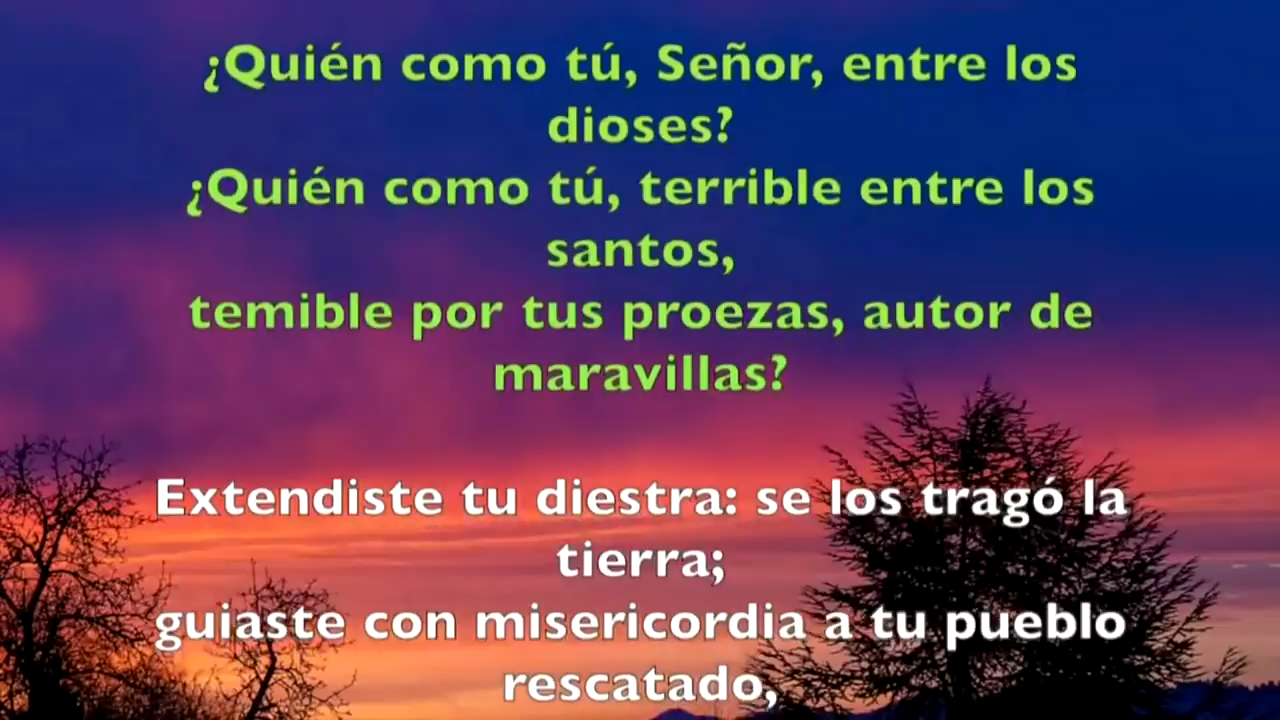 ¿Quién como tú, Señor, entre los
dioses?
¿Quién como tú, terrible entre los
santos,
temible por tus proezas, autor de
maravillas?
Extendiste tu diestra: se los tragó la
tierra;
guiaste con misericordia a tu pueblo
rescatado,